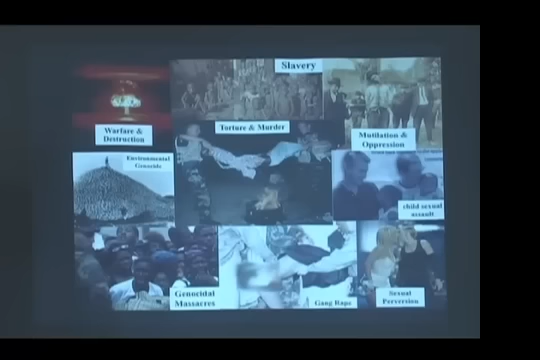 Slavery
Warfare &
Destruction
Torture & Murder
Mutilation &
Oppression
Environmental
Genocide
child sexual
assault
Genocidal
Massacres
Gang Rape
Sexual
Perversion